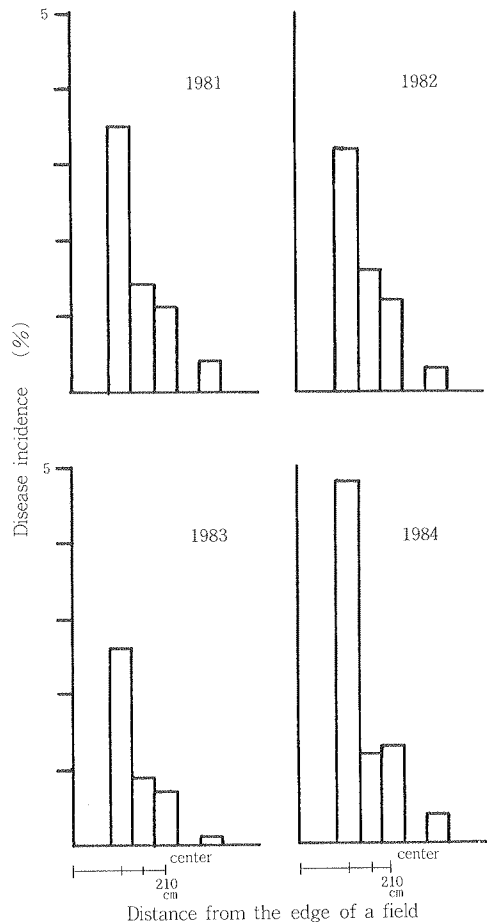 5
1981
1982
Disease incidence (%)
5
1983
1984
center
center
210
cm
210
cm
Distance from the edge of a field